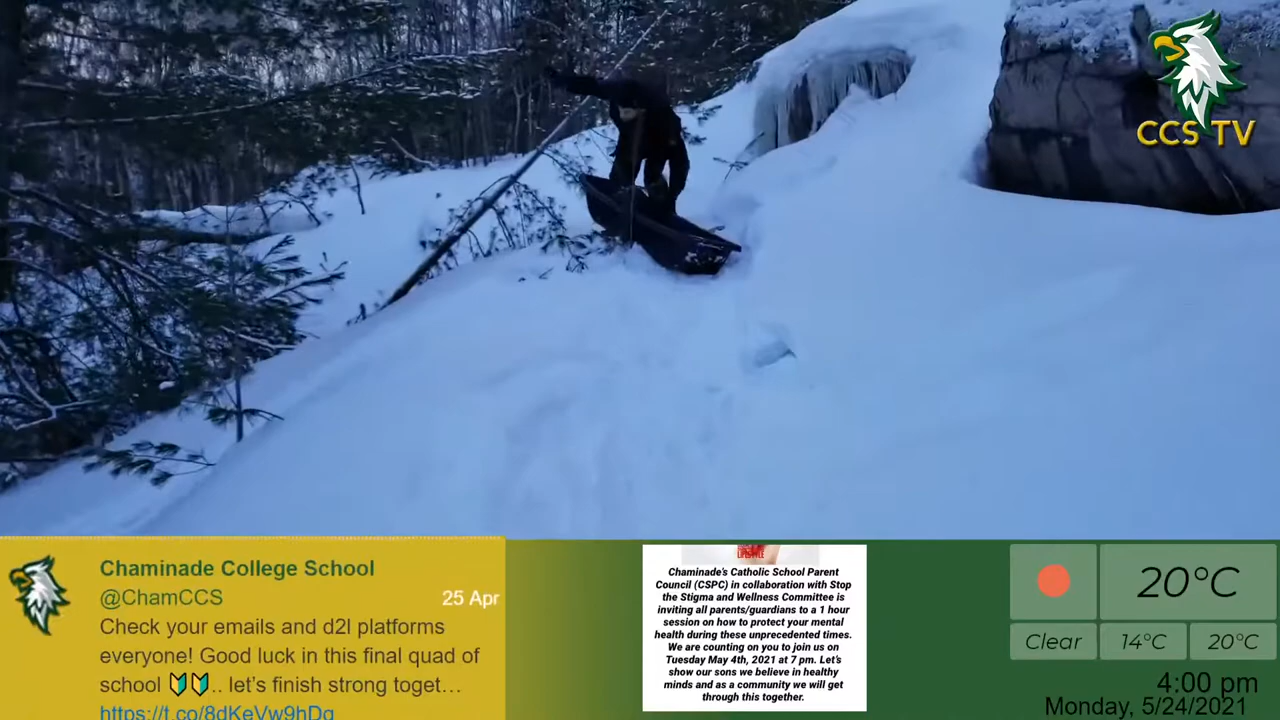 CCS TV
Chaminade College School
@ChamCCS
25 Apr
Check your emails and d2l platforms
everyone! Good luck in this final quad of
school 🔰🔰.. let's finish strong toget…
https://t.co/8dKeVw9hDg
LIFESTYLE
Chaminade's Catholic School Parent
Council (CSPC) in collaboration with Stop
the Stigma and Wellness Committee is
inviting all parents/guardians to a 1 hour
session on how to protect your mental
health during these unprecedented times.
We are counting on you to join us on
Tuesday May 4th, 2021 at 7 pm. Let's
show our sons we believe in healthy
minds and as a community we will get
through this together.
20°C
Clear
14°C
20°C
4:00 pm
Monday, 5/24/2021